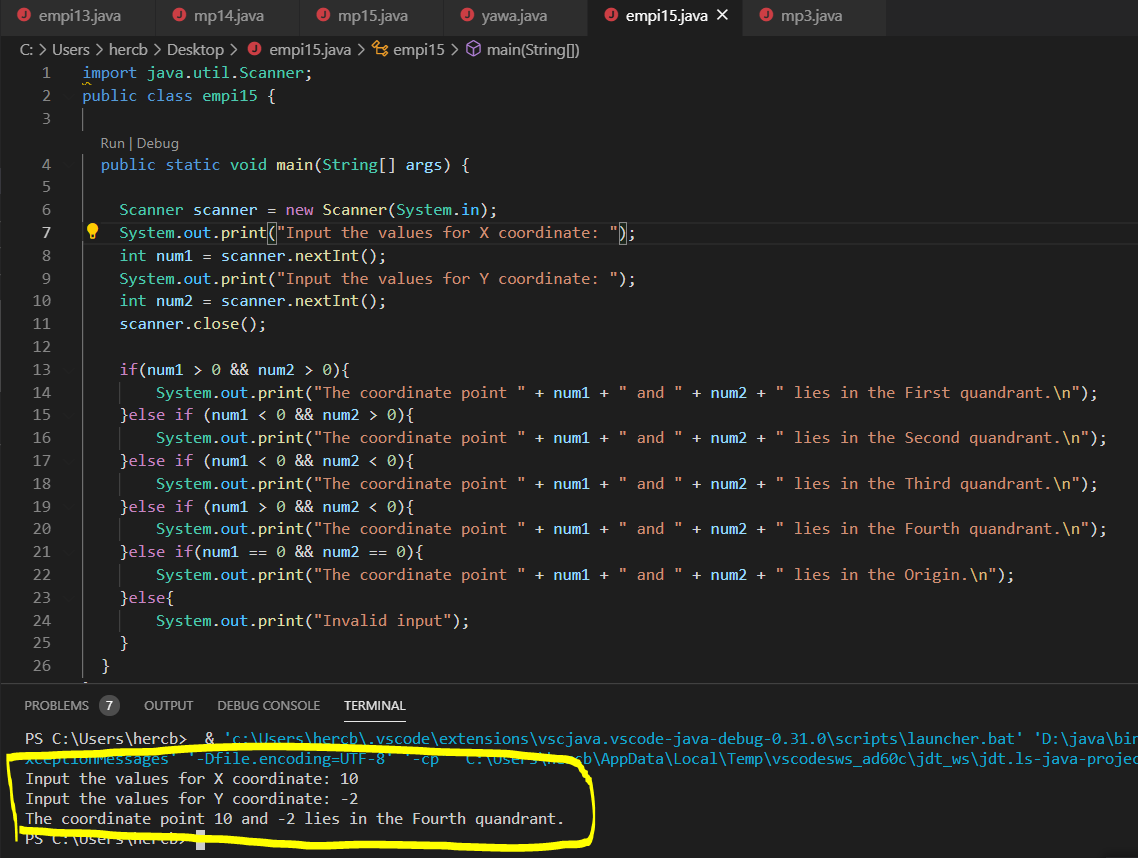 empi13.java mp14.java mp15.java yawa.java empi15.java mp3.java
C: > Users > hercb > Desktop > empi15.java > empi15 > main(String[])
1 import java.util.Scanner;
2 public class empi15 {
3
Run | Debug
4 public static void main(String[] args) {
5
6 Scanner scanner = new Scanner(System.in);
7 System.out.print("Input the values for X coordinate: ");
8 int num1 = scanner.nextInt();
9 System.out.print("Input the values for Y coordinate: ");
10 int num2 = scanner.nextInt();
11 scanner.close();
12
13 if(num1 > 0 && num2 > 0){
14 System.out.print("The coordinate point " + num1 + " and " + num2 + " lies in the First quandrant.\n");
15 }else if (num1 < 0 && num2 > 0){
16 System.out.print("The coordinate point " + num1 + " and " + num2 + " lies in the Second quandrant.\n");
17 }else if (num1 < 0 && num2 < 0){
18 System.out.print("The coordinate point " + num1 + " and " + num2 + " lies in the Third quandrant.\n");
19 }else if (num1 > 0 && num2 < 0){
20 System.out.print("The coordinate point " + num1 + " and " + num2 + " lies in the Fourth quandrant.\n");
21 }else if(num1 == 0 && num2 == 0){
22 System.out.print("The coordinate point " + num1 + " and " + num2 + " lies in the Origin.\n");
23 }else{
24 System.out.print("Invalid input");
25 }
26 }
PROBLEMS 7 OUTPUT DEBUG CONSOLE TERMINAL
PS C:\Users\hercb> & 'c:\Users\hercb\.vscode\extensions\vscjava.vscode-java-debug-0.31.0\scripts\launcher.bat' 'D:\java\bin
xceptionMessages' '-Dfile.encoding=UTF-8' '-cp' 'C:\Users\hercb\AppData\Local\Temp\vscodesws_ad60c\jdt_ws\jdt.ls-java-projec
Input the values for X coordinate: 10
Input the values for Y coordinate: -2
The coordinate point 10 and -2 lies in the Fourth quandrant.
PS C:\Users\hercb>